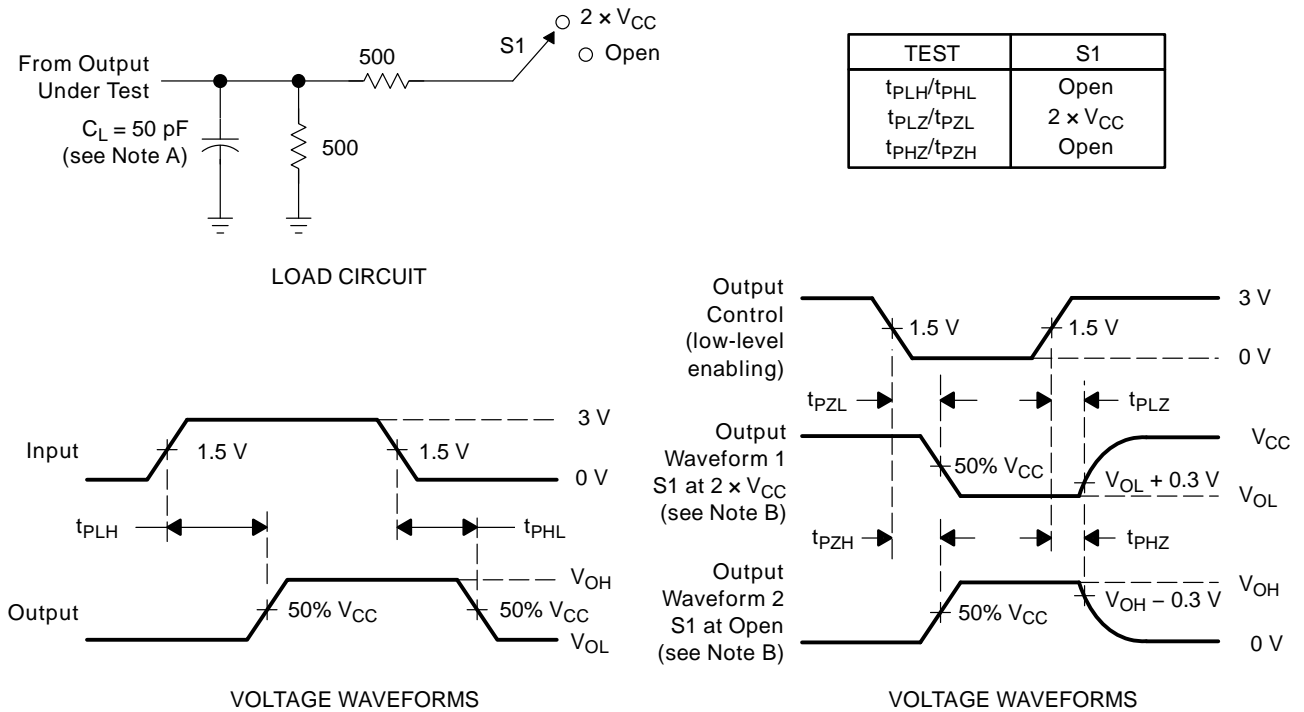 2 × VCC
S1
Open
500
From Output
Under Test
CL = 50 pF
(see Note A)
500
LOAD CIRCUIT
TEST S1
tPLH/tPHL Open
tPLZ/tPZL 2 × VCC
tPHZ/tPZH Open
Input
1.5 V
1.5 V
3 V
0 V
tPLH
tPHL
Output
50% VCC
50% VCC
VOH
VOL
VOLTAGE WAVEFORMS
Output
Control
(low-level
enabling)
1.5 V
1.5 V
3 V
0 V
tPZL
tPLZ
Output
Waveform 1
S1 at 2 × VCC
(see Note B)
50% VCC
VOL + 0.3 V
VCC
VOL
tPZH
tPHZ
Output
Waveform 2
S1 at Open
(see Note B)
50% VCC
VOH – 0.3 V
VOH
0 V
VOLTAGE WAVEFORMS